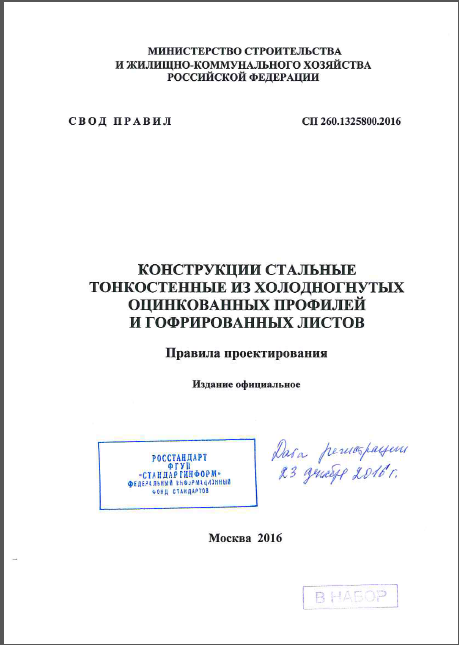 МИНИСТЕРСТВО СТРОИТЕЛЬСТВА
И ЖИЛИЩНО-КОММУНАЛЬНОГО ХОЗЯЙСТВА
РОССИЙСКОЙ ФЕДЕРАЦИИ
СВОД ПРАВИЛ СП 260.1325800.2016
КОНСТРУКЦИИ СТАЛЬНЫЕ
ТОНКОСТЕННЫЕ ИЗ ХОЛОДНОГНУТЫХ
ОЦИНКОВАННЫХ ПРОФИЛЕЙ
И ГОФРИРОВАННЫХ ЛИСТОВ
Правила проектирования
Издание официальное
РОССТАНДАРТ
ФГУП
"СТАНДАРТИНФОРМ"
ФЕДЕРАЛЬНЫЙ ИНФОРМАЦИОННЫЙ
ФОНД СТАНДАРТОВ
Дата регистрации
23 декабря 2016 г.
Москва 2016
В НАБОР